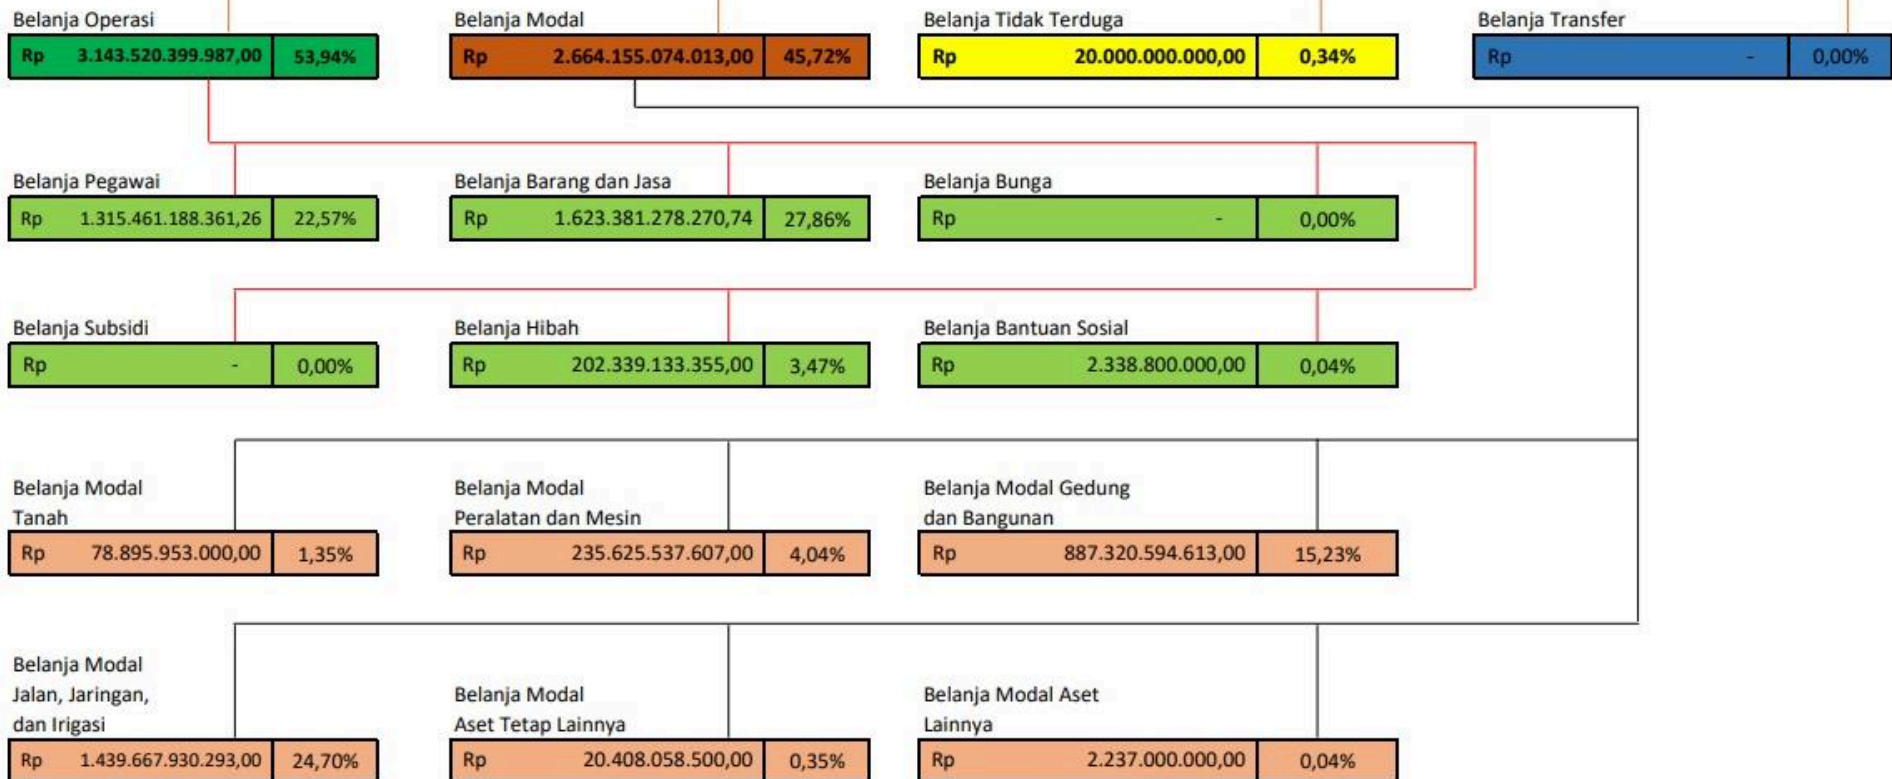 Belanja Operasi
Rp 3.143.520.399.987,00 53,94%
Belanja Modal
Rp 2.664.155.074.013,00 45,72%
Belanja Tidak Terduga
Rp 20.000.000.000,00 0,34%
Belanja Transfer
Rp - 0,00%
Belanja Pegawai
Rp 1.315.461.188.361,26 22,57%
Belanja Barang dan Jasa
Rp 1.623.381.278.270,74 27,86%
Belanja Bunga
Rp - 0,00%
Belanja Subsidi
Rp - 0,00%
Belanja Hibah
Rp 202.339.133.355,00 3,47%
Belanja Bantuan Sosial
Rp 2.338.800.000,00 0,04%
Belanja Modal
Tanah
Rp 78.895.953.000,00 1,35%
Belanja Modal
Peralatan dan Mesin
Rp 235.625.537.607,00 4,04%
Belanja Modal Gedung
dan Bangunan
Rp 887.320.594.613,00 15,23%
Belanja Modal
Jalan, Jaringan,
dan Irigasi
Rp 1.439.667.930.293,00 24,70%
Belanja Modal
Aset Tetap Lainnya
Rp 20.408.058.500,00 0,35%
Belanja Modal Aset
Lainnya
Rp 2.237.000.000,00 0,04%